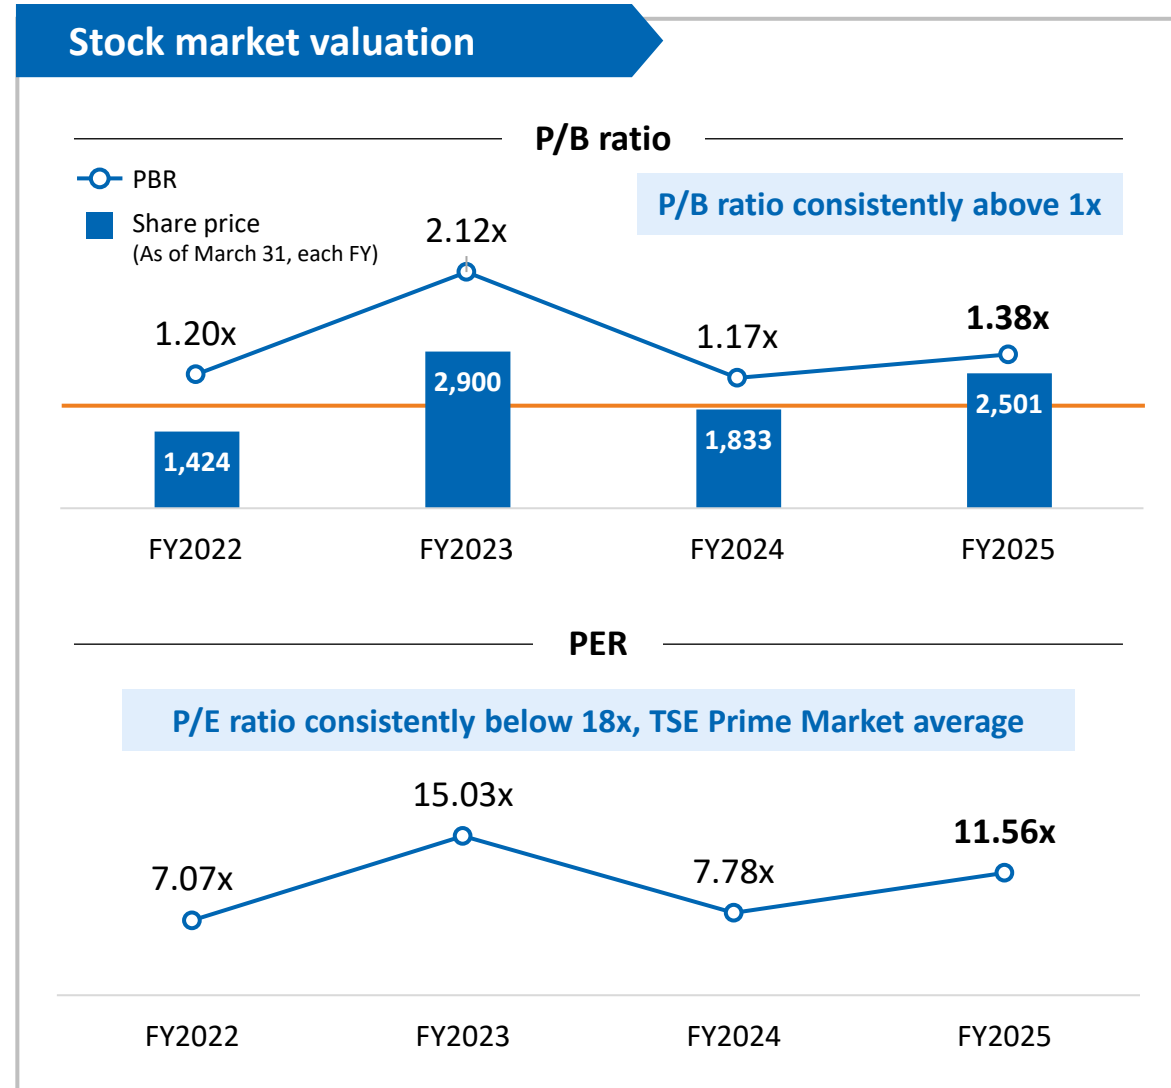 Stock market valuation
P/B ratio
PBR
Share price
(As of March 31, each FY)
P/B ratio consistently above 1x
1.20x
2.12x
1.17x
1.38x
1,424
2,900
1,833
2,501
FY2022
FY2023
FY2024
FY2025
PER
P/E ratio consistently below 18x, TSE Prime Market average
7.07x
15.03x
7.78x
11.56x
FY2022
FY2023
FY2024
FY2025